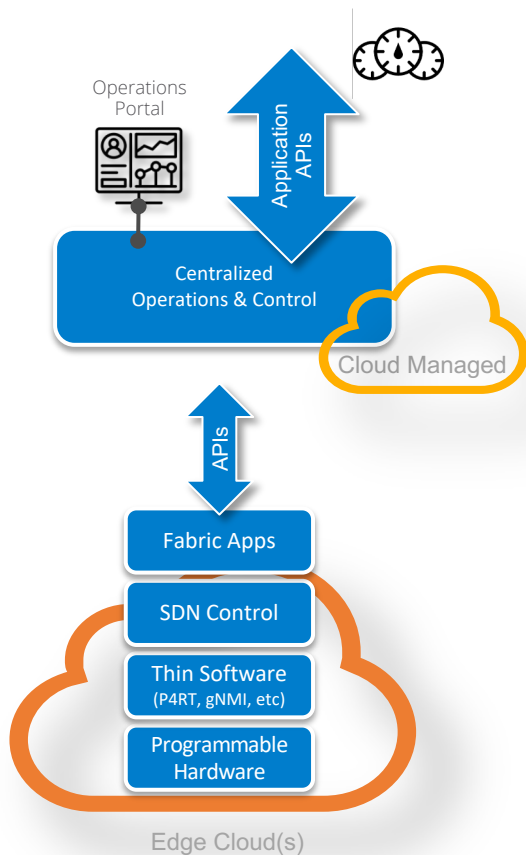 Operations
Portal
Application
APIs
Centralized
Operations & Control
Cloud Managed
APIs
Fabric Apps
SDN Control
Thin Software
(P4RT, gNMI, etc)
Programmable
Hardware
Edge Cloud(s)